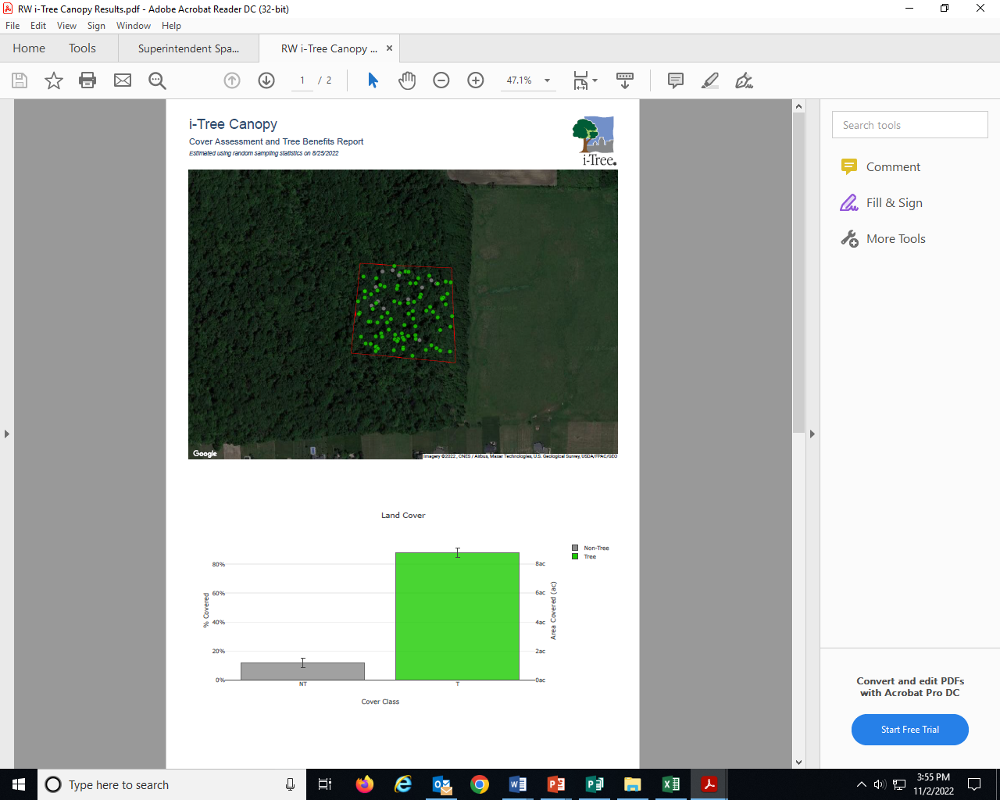 RW i-Tree Canopy Results.pdf - Adobe Acrobat Reader DC (32-bit)
File Edit View Sign Window Help
Home Tools Superintendent Spa... RW i-Tree Canopy ... ×
1 / 2 47.1%
i-Tree Canopy
Cover Assessment and Tree Benefits Report
Estimated using random sampling statistics on 8/25/2022
i-Tree.
Google
Imagery ©2022 , CNES / Airbus, Maxar Technologies, U.S. Geological Survey, USDA/FPAC/GEO
Land Cover
Non-Tree
Tree
80%
60%
40%
20%
0%
% Covered
8ac
6ac
4ac
2ac
0ac
Area Covered (ac)
NT T
Cover Class
Search tools
Comment
Fill & Sign
More Tools
Convert and edit PDFs
with Acrobat Pro DC
Start Free Trial
Type here to search
3:55 PM
11/2/2022